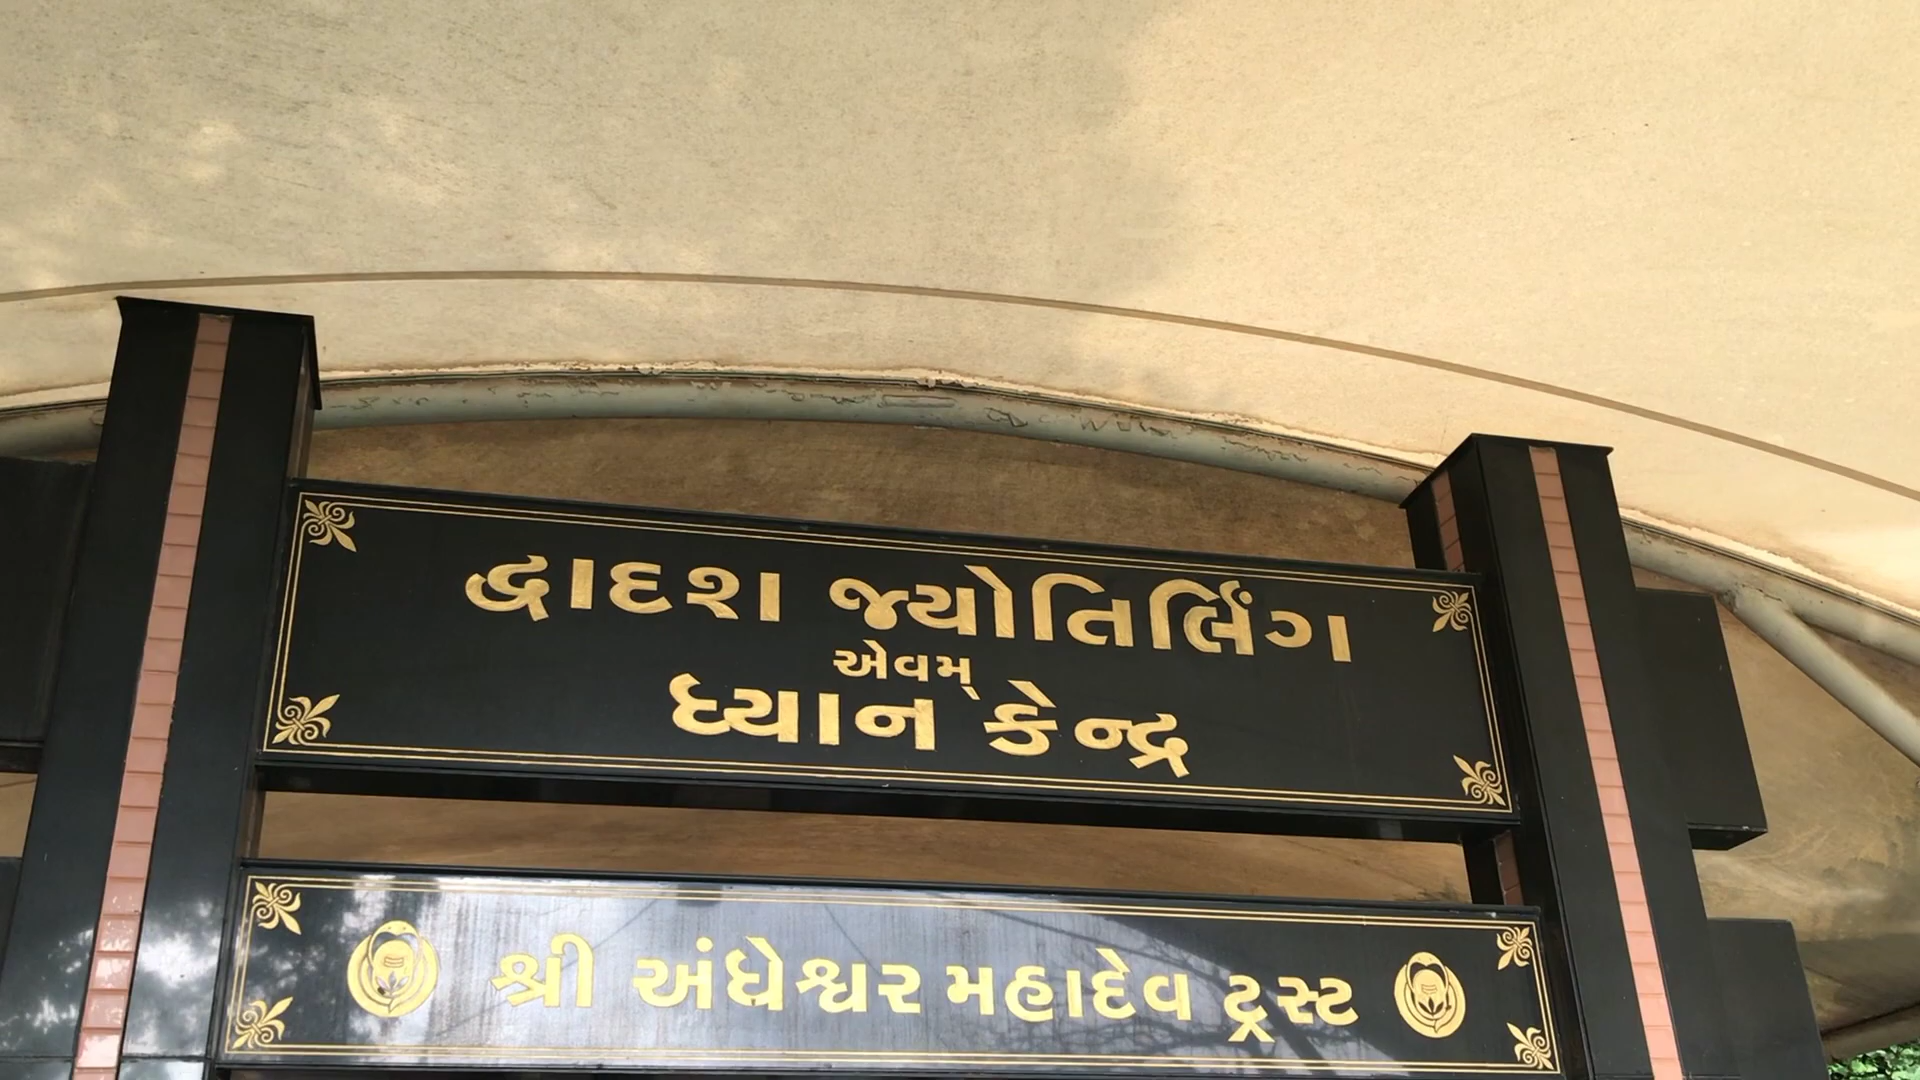 દ્વાદશ જ્યોતિર્લિંગ
એવમ્
ધ્યાન કેન્દ્ર
શ્રી અંધેશ્વર મહાદેવ ટ્રસ્ટ